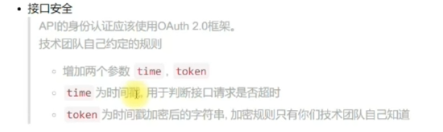 接口安全
API的身份认证应该使用OAuth 2.0框架。
技术团队自己约定的规则
增加两个参数 time , token
time 为时间戳, 用于判断接口请求是否超时
token 为时间戳加密后的字符串, 加密规则只有你们技术团队自己知道